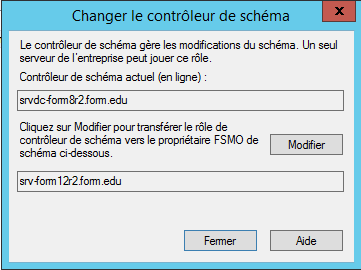 Changer le contrôleur de schéma
x
Le contrôleur de schéma gère les modifications du schéma. Un seul
serveur de l'entreprise peut jouer ce rôle.
Contrôleur de schéma actuel (en ligne) :
srvdc-form8r2.form.edu
Cliquez sur Modifier pour transférer le rôle de
contrôleur de schéma vers le propriétaire FSMO de
schéma ci-dessous.
Modifier
srv-form12r2.form.edu
Fermer
Aide